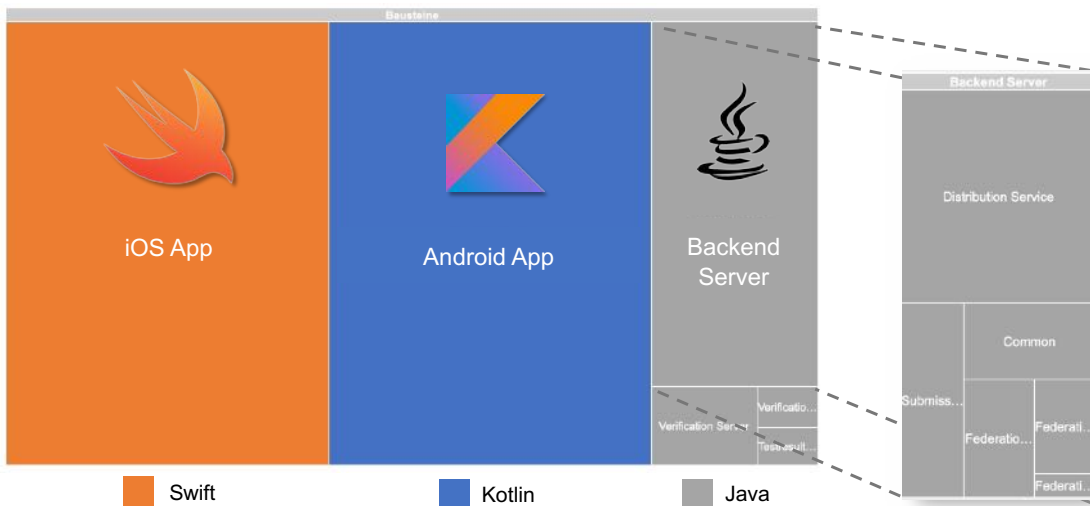 Bausteine
iOS App
Android App
Backend
Server
Verification Server
Verificatio...
Testresult...
Backend Server
Distribution Service
Common
Submiss...
Federatio...
Federati...
Federati...
Swift
Kotlin
Java